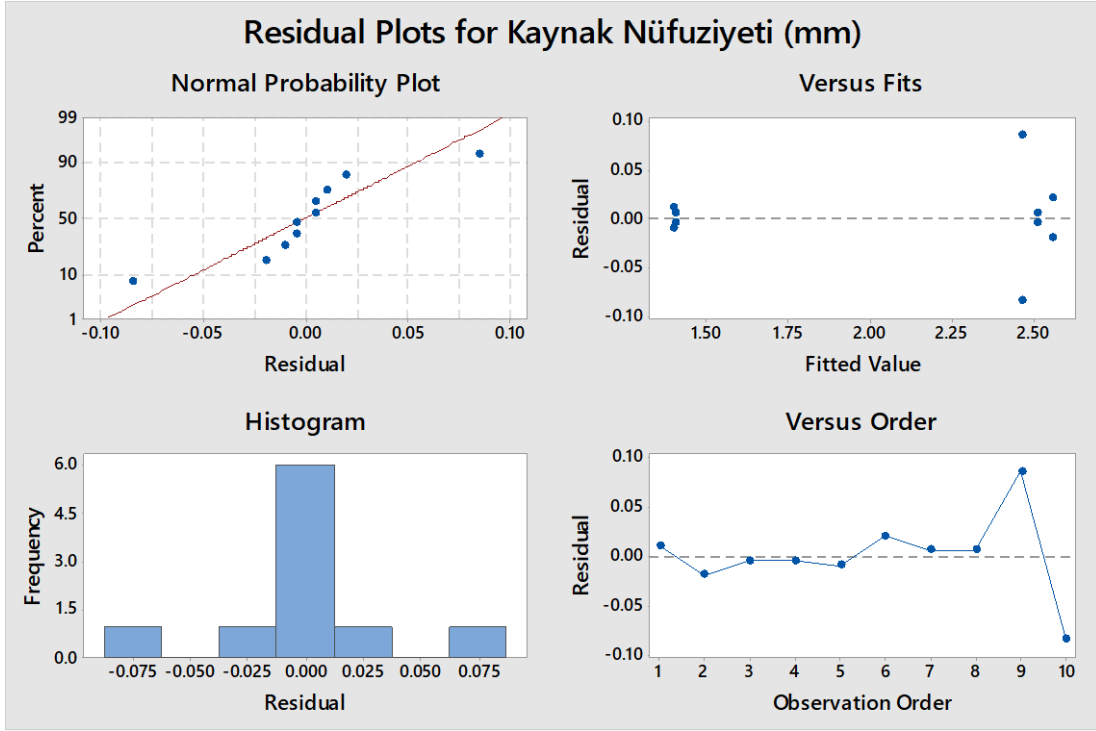 Residual Plots for Kaynak Nüfuziyeti (mm)
Normal Probability Plot
99
90
50
10
1
Percent
-0.10 -0.05 0.00 0.05 0.10
Residual
Versus Fits
0.10
0.05
0.00
-0.05
-0.10
Residual
1.50 1.75 2.00 2.25 2.50
Fitted Value
Histogram
6.0
4.5
3.0
1.5
0.0
Frequency
-0.075 -0.050 -0.025 0.000 0.025 0.050 0.075
Residual
Versus Order
0.10
0.05
0.00
-0.05
-0.10
Residual
1 2 3 4 5 6 7 8 9 10
Observation Order